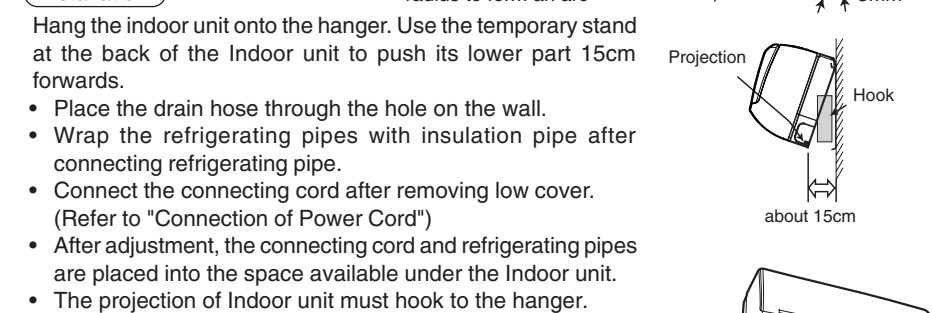 Hang the indoor unit onto the hanger. Use the temporary stand
at the back of the Indoor unit to push its lower part 15cm
forwards.
• Place the drain hose through the hole on the wall.
• Wrap the refrigerating pipes with insulation pipe after
connecting refrigerating pipe.
• Connect the connecting cord after removing low cover.
(Refer to "Connection of Power Cord")
• After adjustment, the connecting cord and refrigerating pipes
are placed into the space available under the Indoor unit.
• The projection of Indoor unit must hook to the hanger.
Projection
Hook
about 15cm